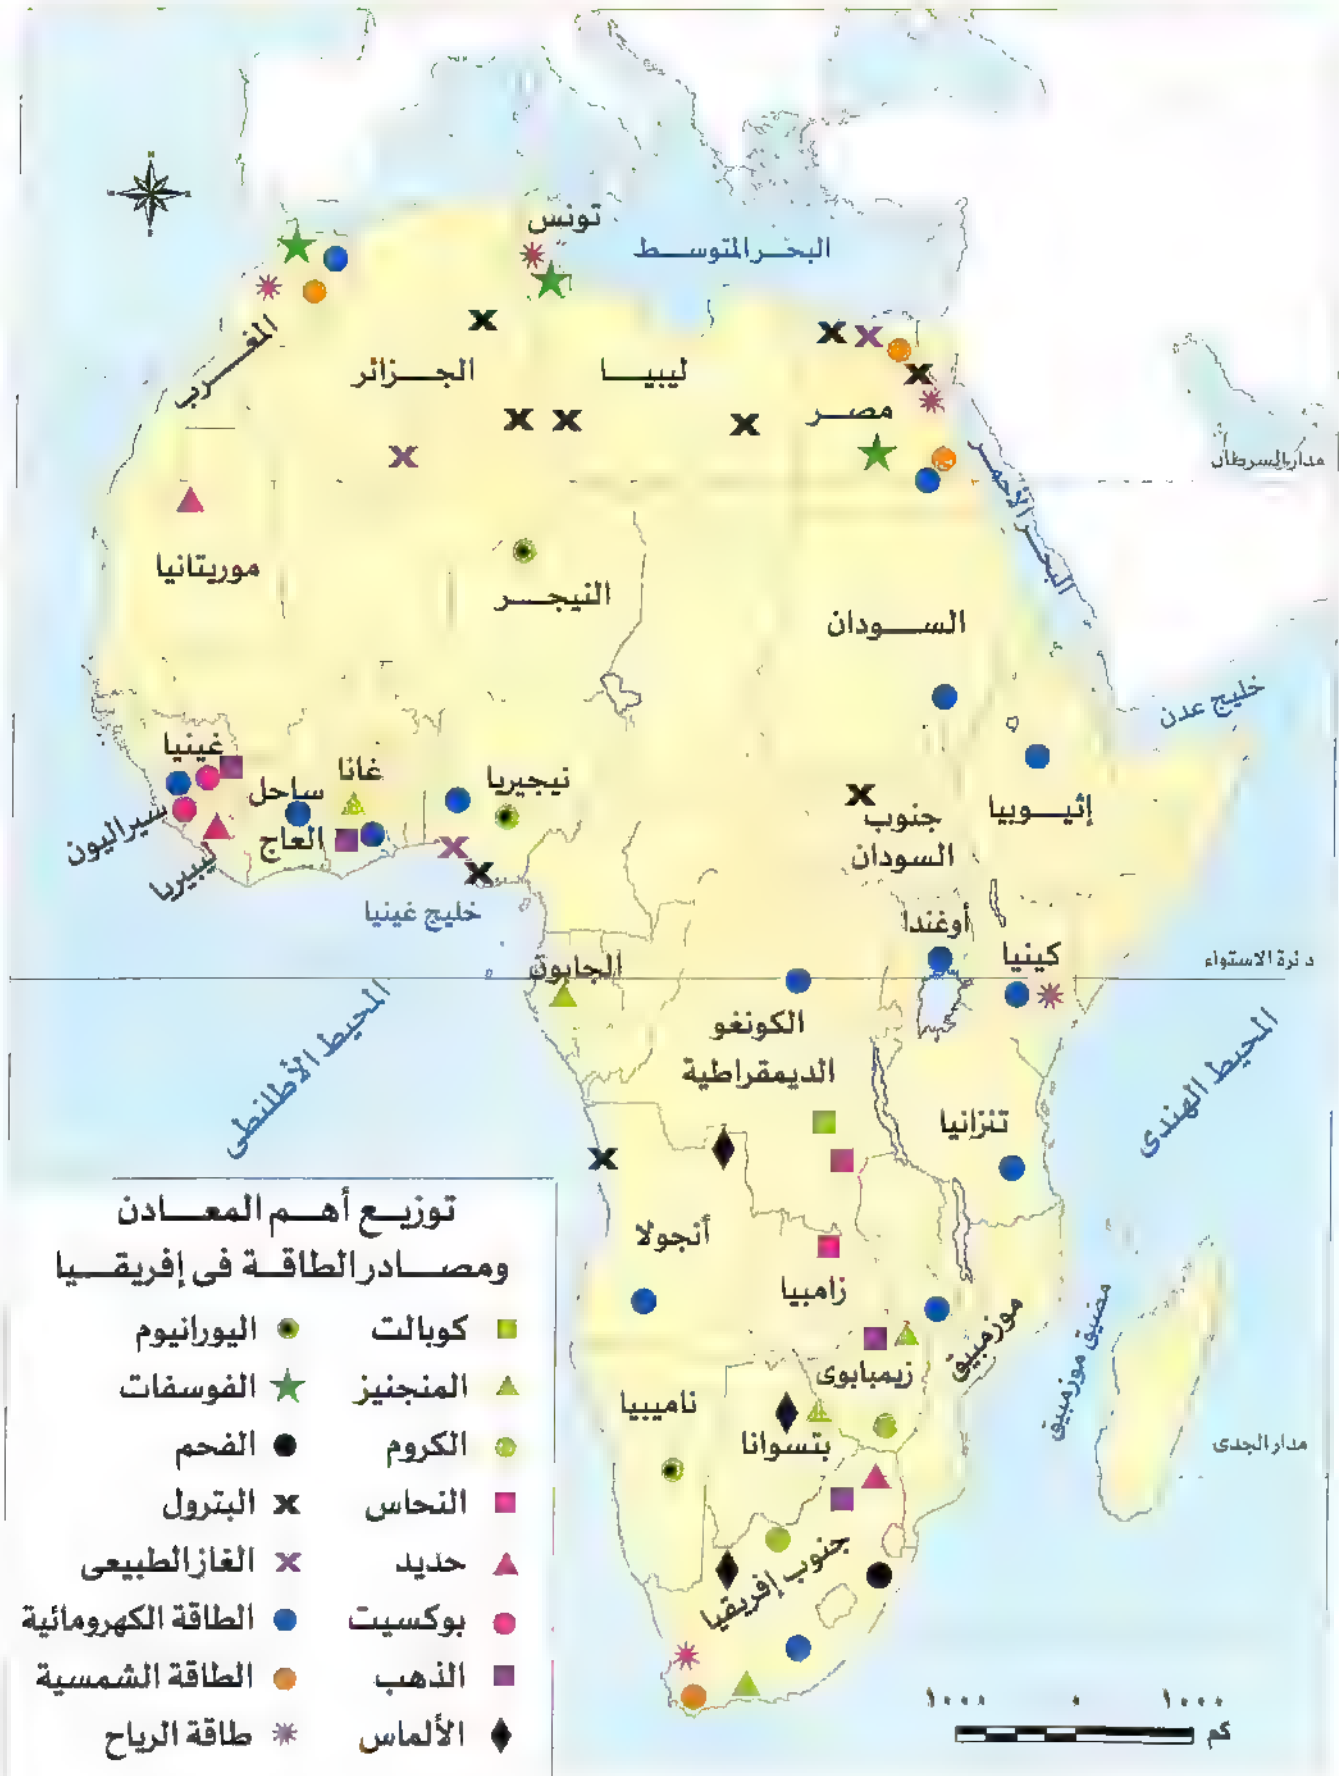 تونس
البحر المتوسط
المغرب
الجزائر
ليبيا
مصر
مدار السرطان
البحر الأحمر
موريتانيا
النيجر
السودان
خليج عدن
غينيا
غانا
نيجيريا
ساحل
العاج
سيراليون
ليبيريا
جنوب
السودان
إثيوبيا
خليج غينيا
أوغندا
كينيا
الجابون
دئرة الاستواء
الكونغو
الديمقراطية
المحيط الأطلنطى
المحيط الهندى
تنزانيا
أنجولا
زامبيا
موزمبيق
مضيق موزمبيق
زيمبابوى
ناميبيا
بتسوانا
مدار الجدى
جنوب إفريقيا
توزيع أهم المعادن
ومصادر الطاقة فى إفريقيا
كوبالت
اليورانيوم
المنجنيز
الفوسفات
الكروم
الفحم
النحاس
البترول
حديد
الغاز الطبيعى
بوكسيت
الطاقة الكهرومائية
الذهب
الطاقة الشمسية
الألماس
طاقة الرياح
١٠٠٠ ٠ ١٠٠٠
كم